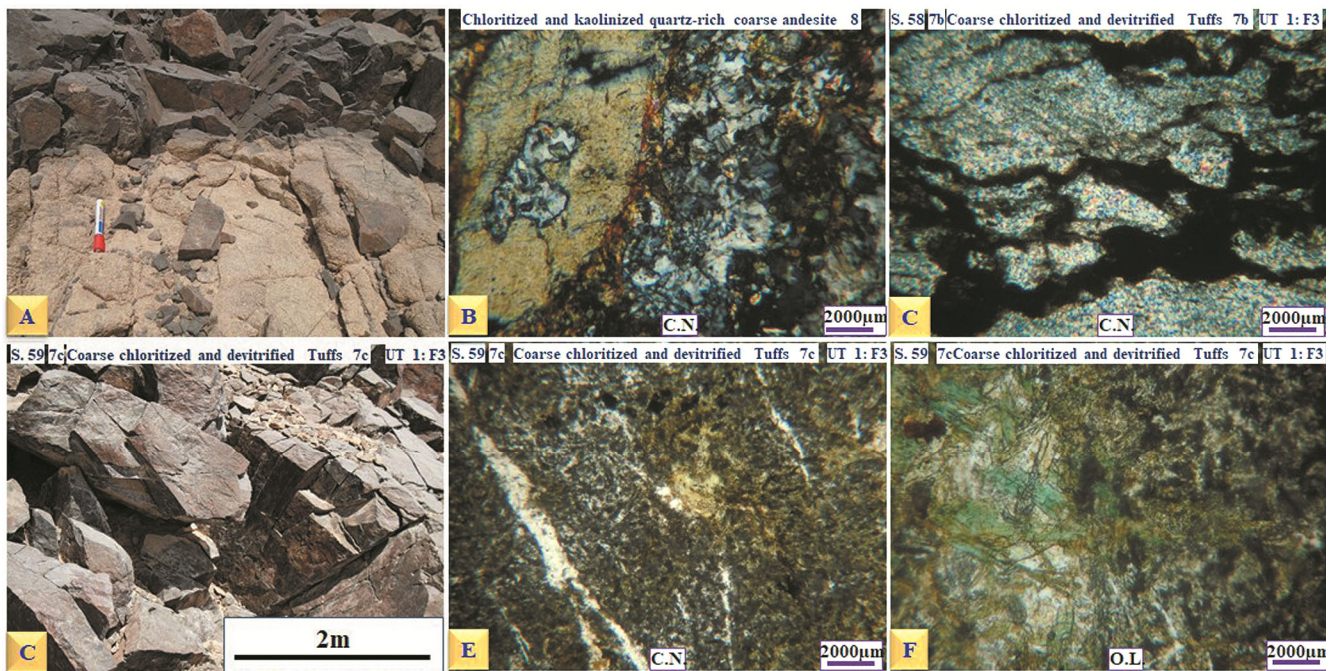 Chloritized and kaolinized quartz-rich coarse andesite 8
S. 58 7b Coarse chloritized and devitrified Tuffs 7b UT 1: F3
A
B
C.N.
2000μm
C
C.N.
2000μm
S. 59 7c Coarse chloritized and devitrified Tuffs 7c UT 1: F3
S. 59 7c Coarse chloritized and devitrified Tuffs 7c UT 1: F3
S. 59 7cCoarse chloritized and devitrified Tuffs 7c UT 1: F3
C
2m
E
C.N.
2000μm
F
O.L.
2000μm